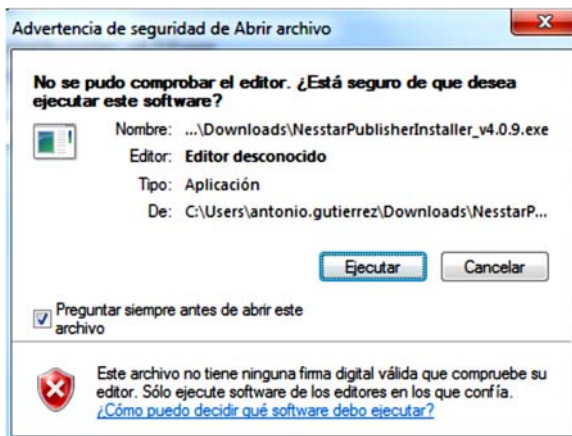 Advertencia de seguridad de Abrir archivo
No se pudo comprobar el editor. ¿Está seguro de que desea
ejecutar este software?
Nombre: ...\Downloads\NesstarPublisherInstaller_v4.0.9.exe
Editor: Editor desconocido
Tipo: Aplicación
De: C:\Users\antonio.gutierrez\Downloads\NesstarP...
Ejecutar Cancelar
Preguntar siempre antes de abrir este
archivo
Este archivo no tiene ninguna firma digital válida que compruebe su
editor. Sólo ejecute software de los editores en los que confía.
¿Cómo puedo decidir qué software debo ejecutar?